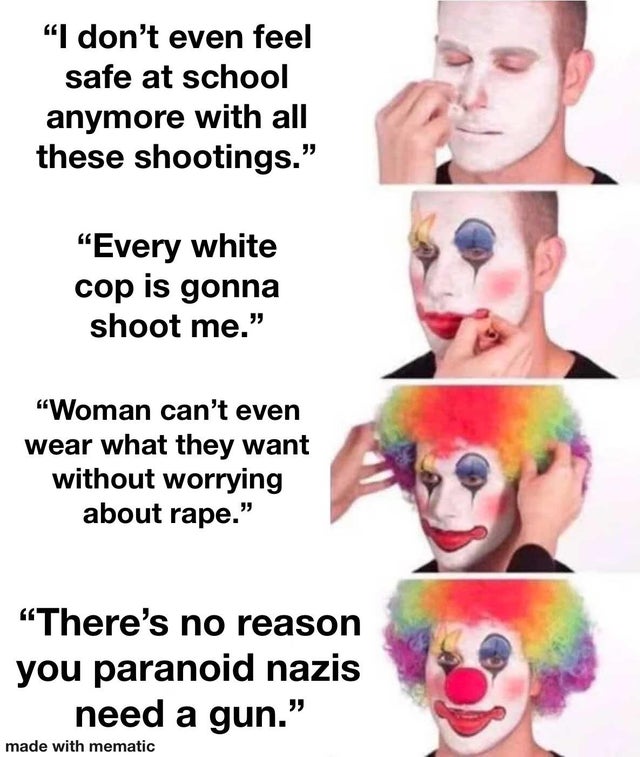 “I don’t even feel
safe at school
anymore with all
these shootings.”
“Every white
cop is gonna
shoot me.”
“Woman can’t even
wear what they want
without worrying
about rape.”
“There’s no reason
you paranoid nazis
need a gun.”
made with mematic